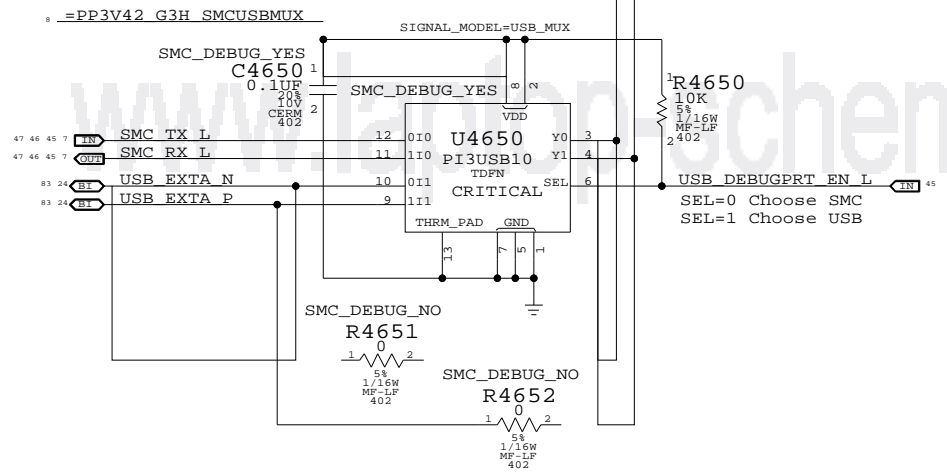 8 =PP3V42_G3H_SMCUSBMUX
SIGNAL_MODEL=USB_MUX
SMC_DEBUG_YES
C4650 1
0.1UF
20%
10V
CERM 2
402
SMC_DEBUG_YES
8 2
VDD
1 R4650
10K
5%
1/16W
MF-LF
2 402
47 46 45 7 IN SMC_TX_L 12 0I0
U4650
Y0 3
47 46 45 7 OUT SMC_RX_L 11 1I0
PI3USB10
Y1 4
TDFN
83 24 BI USB_EXTA_N 10 0I1
CRITICAL
SEL 6 USB_DEBUGPRT_EN_L IN 45
83 24 BI USB_EXTA_P 9 1I1
SEL=0 Choose SMC
SEL=1 Choose USB
THRM_PAD GND
13 7 5 1
SMC_DEBUG_NO
R4651
0
1 2
5%
1/16W
MF-LF
402
SMC_DEBUG_NO
R4652
0
1 2
5%
1/16W
MF-LF
402
www.laptop-schem